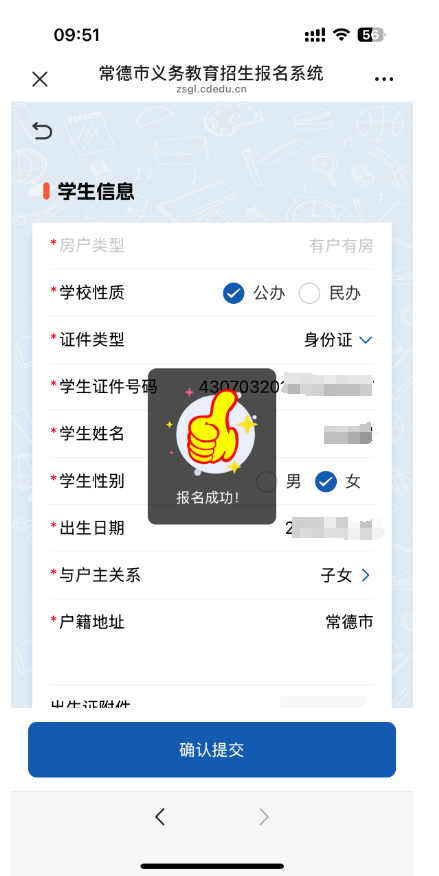 09:51
56
常德市义务教育招生报名系统
zsgl.cdedu.cn
学生信息
*房户类型 有户有房
*学校性质 公办 民办
*证件类型 身份证
*学生证件号码 43070320
*学生姓名
*学生性别 男 女
报名成功!
*出生日期 2
*与户主关系 子女
*户籍地址 常德市
出生证附件
确认提交